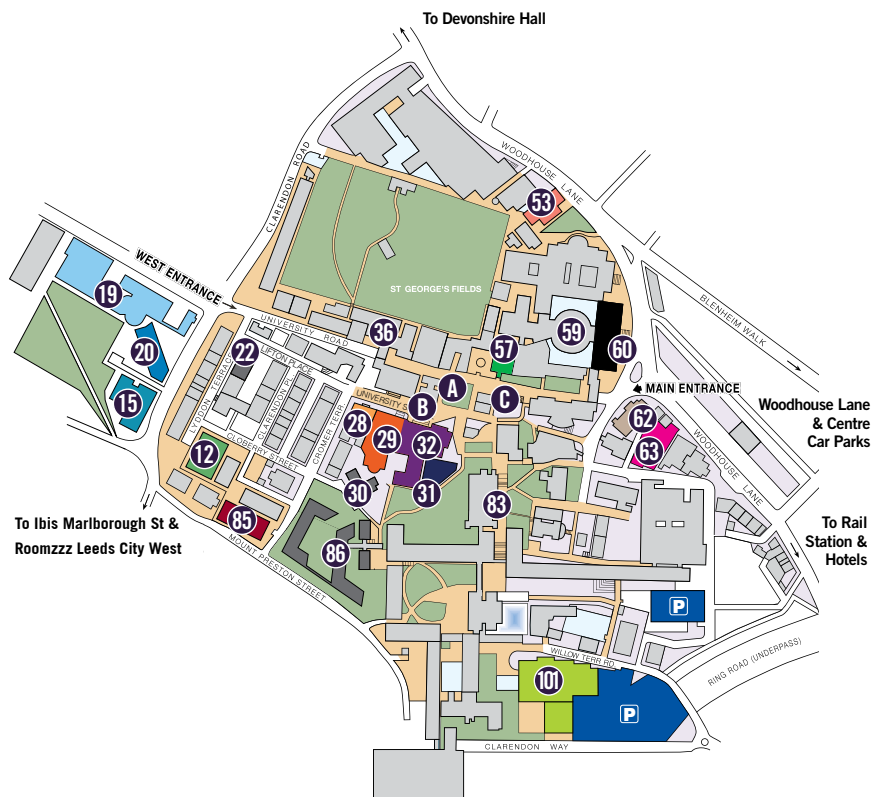 To Devonshire Hall
WOODHOUSE LANE
CLARENDON ROAD
53
WEST ENTRANCE
ST GEORGE'S FIELDS
19
BLENHEIM WALK
UNIVERSITY ROAD
36
59
60
20
22
57
LIFTON PLACE
A
MAIN ENTRANCE
15
LYDDON TERRACE
CLARENDON PL
UNIVERSITY S
B
C
Woodhouse Lane
& Centre
Car Parks
CROMER TERR
28
29
32
62
63
WOODHOUSE LANE
12
CLOBERRY STREET
30
31
83
To Ibis Marlborough St &
Roomzzz Leeds City West
85
86
To Rail
Station &
Hotels
MOUNT PRESTON STREET
P
WILLOW TERR RD
RING ROAD (UNDERPASS)
101
P
CLARENDON WAY